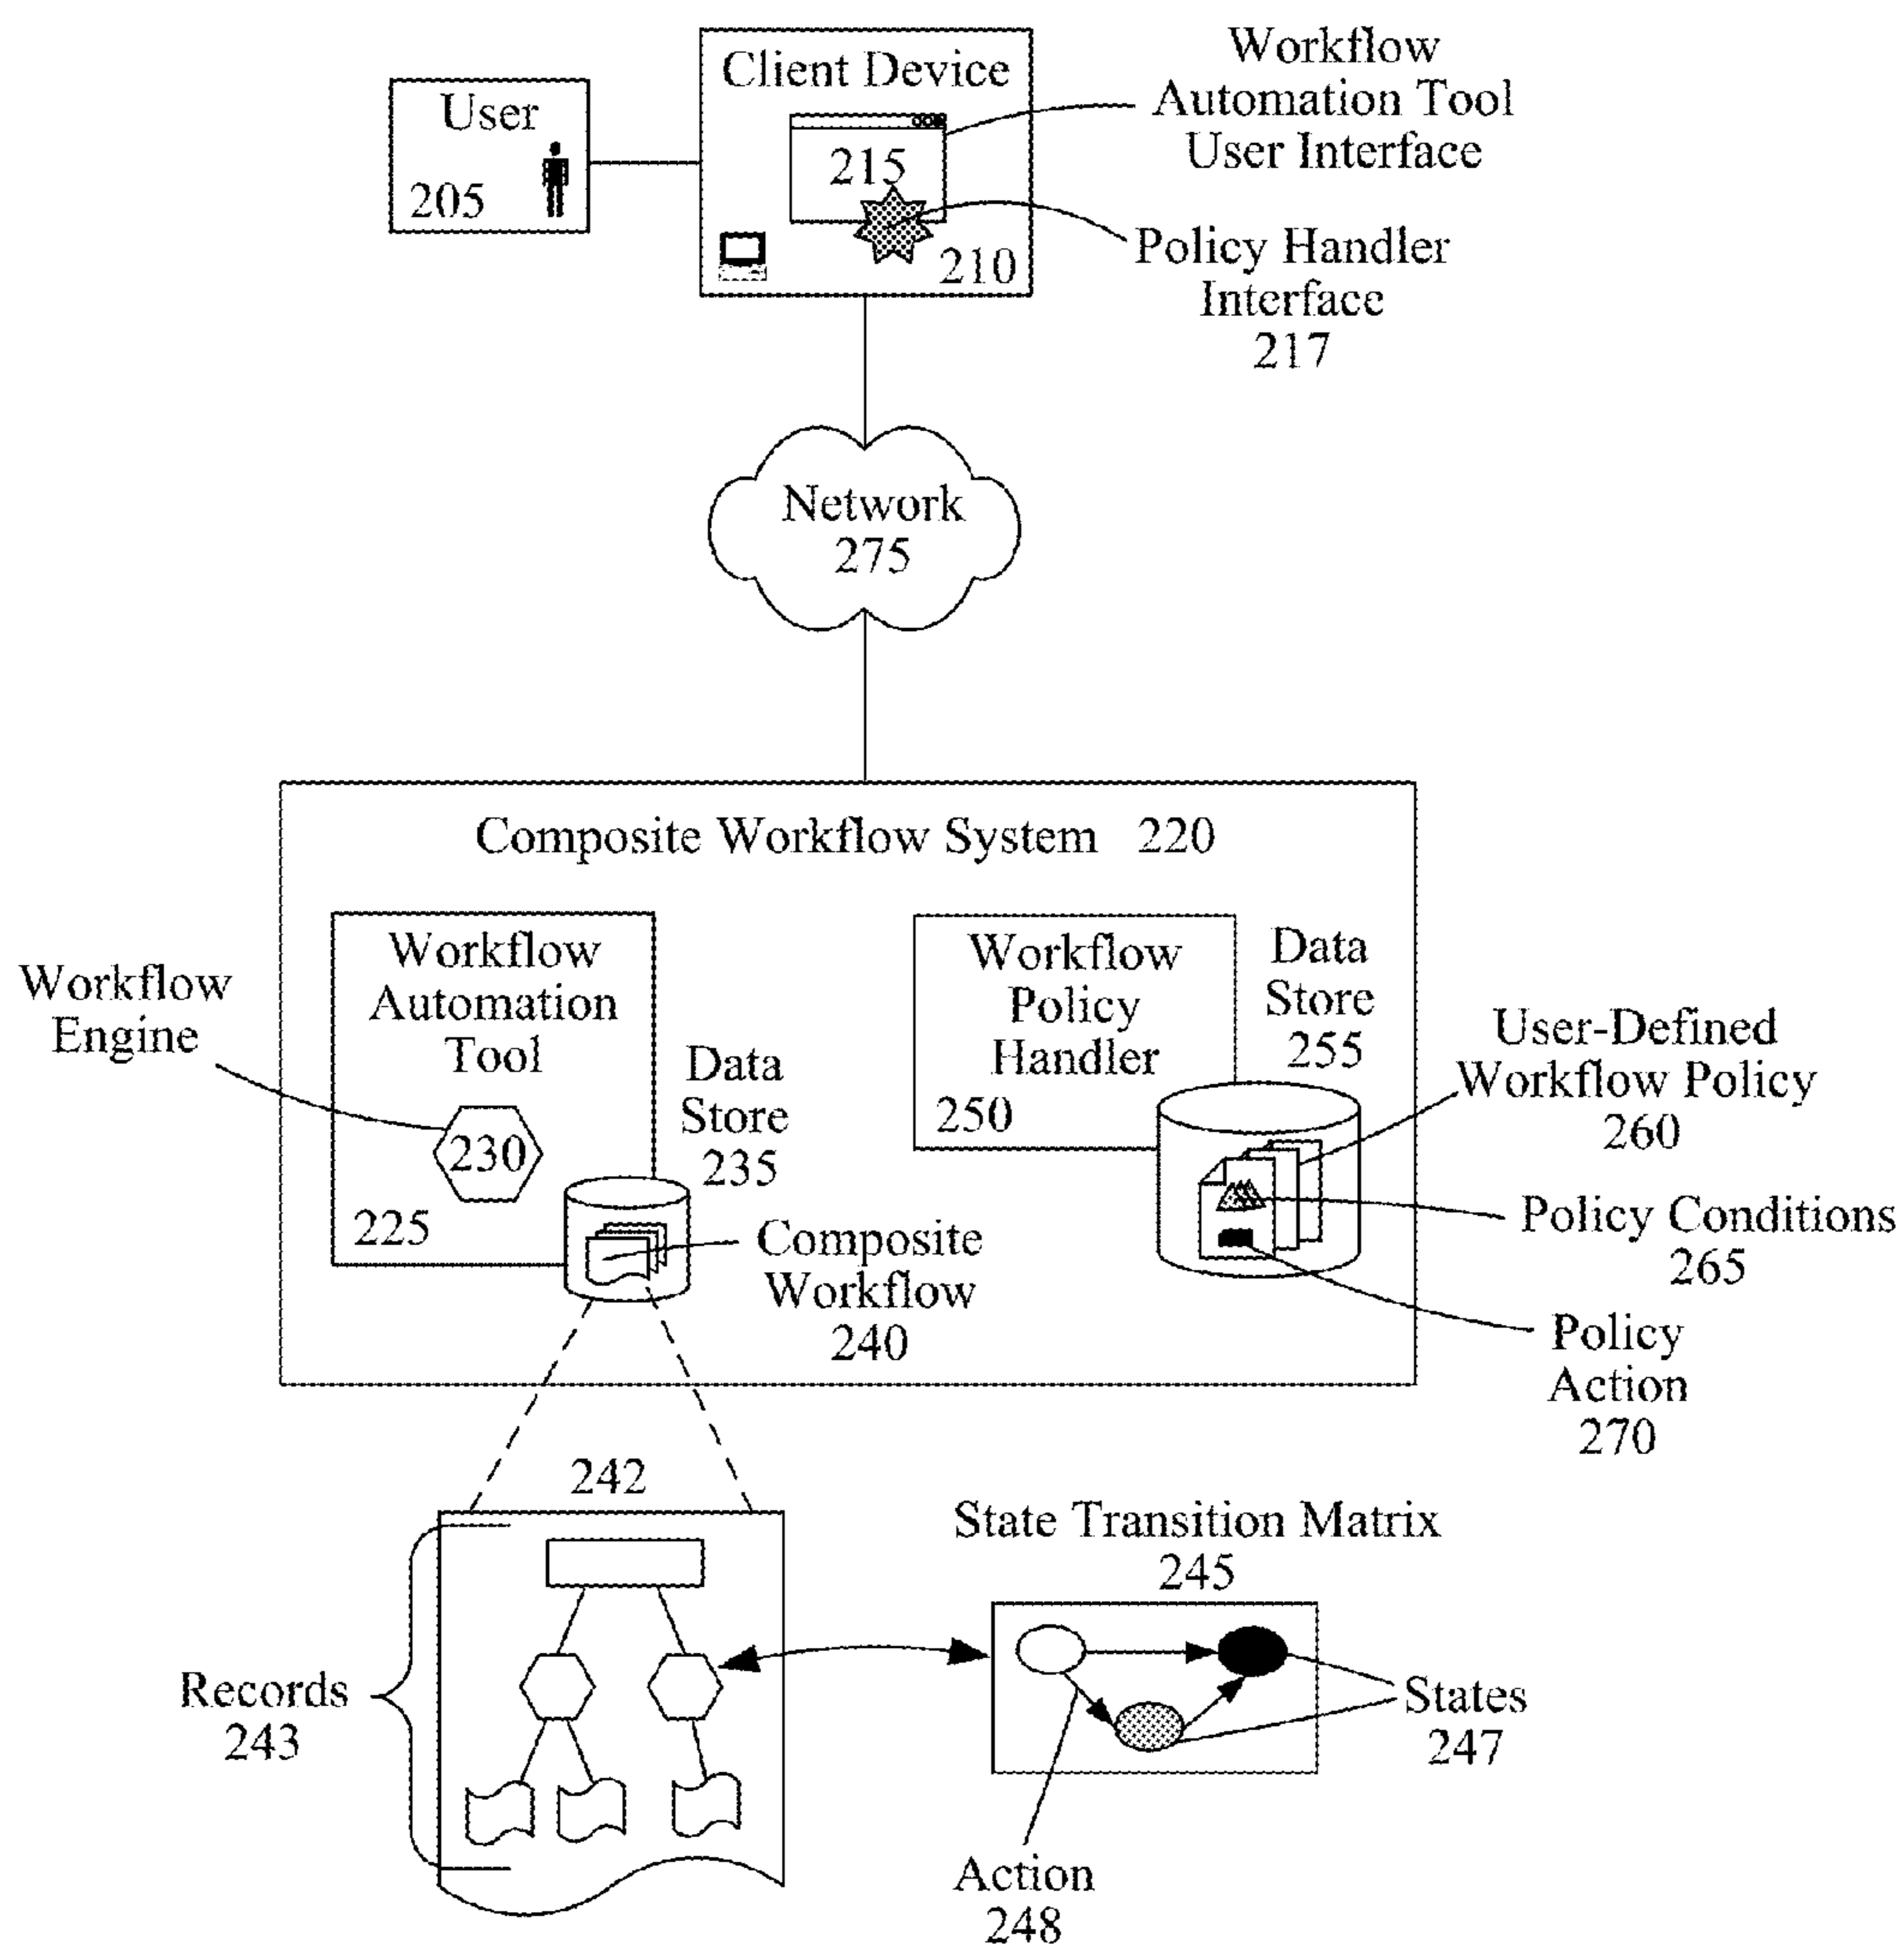 User
205
Client Device
215
210
Workflow
Automation Tool
User Interface
Policy Handler
Interface
217
Network
275
Composite Workflow System 220
Workflow
Engine
Workflow
Automation
Tool
230
225
Data
Store
235
Composite
Workflow
240
Workflow
Policy
Handler
250
Data
Store
255
User-Defined
Workflow Policy
260
Policy Conditions
265
Policy
Action
270
242
Records
243
State Transition Matrix
245
States
247
Action
248